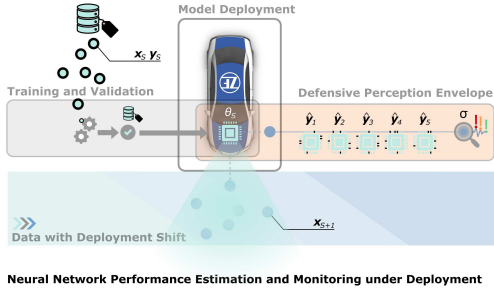 Model Deployment
x_S y_S
Training and Validation
ZF
θ_S
Defensive Perception Envelope
ŷ_1 ŷ_2 ŷ_3 ŷ_4 ŷ_5 σ
x_{S+1}
Data with Deployment Shift
Neural Network Performance Estimation and Monitoring under Deployment